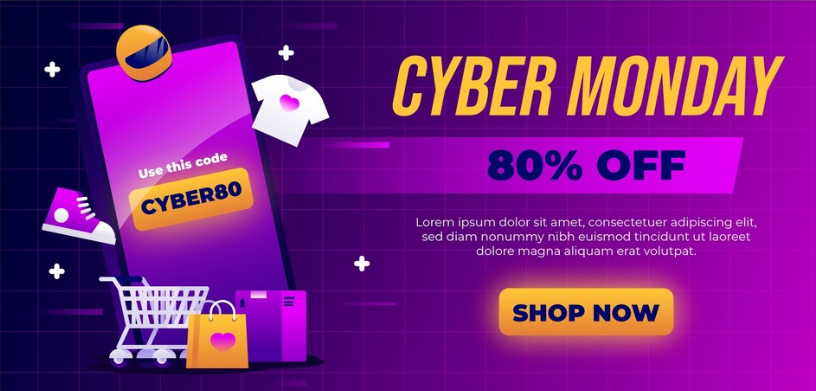 CYBER MONDAY
80% OFF
Lorem ipsum dolor sit amet, consectetuer adipiscing elit,
sed diam nonummy nibh euismod tincidunt ut laoreet
dolore magna aliquam erat volutpat.
SHOP NOW
Use this code
CYBER80